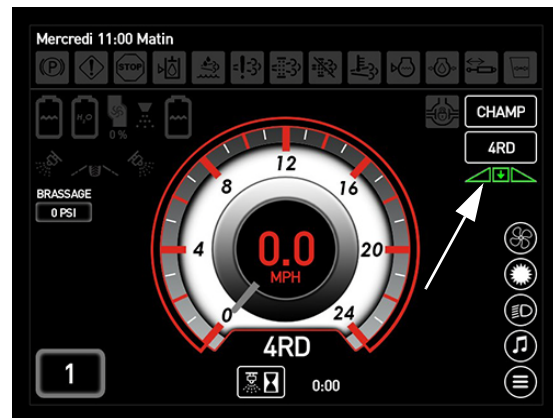 Mercredi 11:00 Matin
(P)
STOP
H₂O
0 %
CHAMP
4RD
BRASSAGE
0 PSI
12
8
16
4
20
0
24
0.0
MPH
4RD
1
0:00